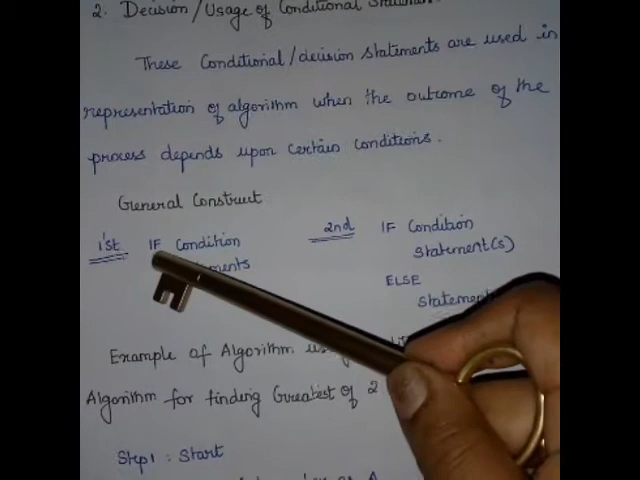 2. Decision/Usage of Conditional
These Conditional/decision statements are used in
representation of algorithm when the outcome of the
process depends upon certain conditions.
General Construct
1st IF Condition
2nd IF Condition
statement(s)
ELSE
Example of Algorithm
Algorithm for finding Greatest of 2
Step1 : Start